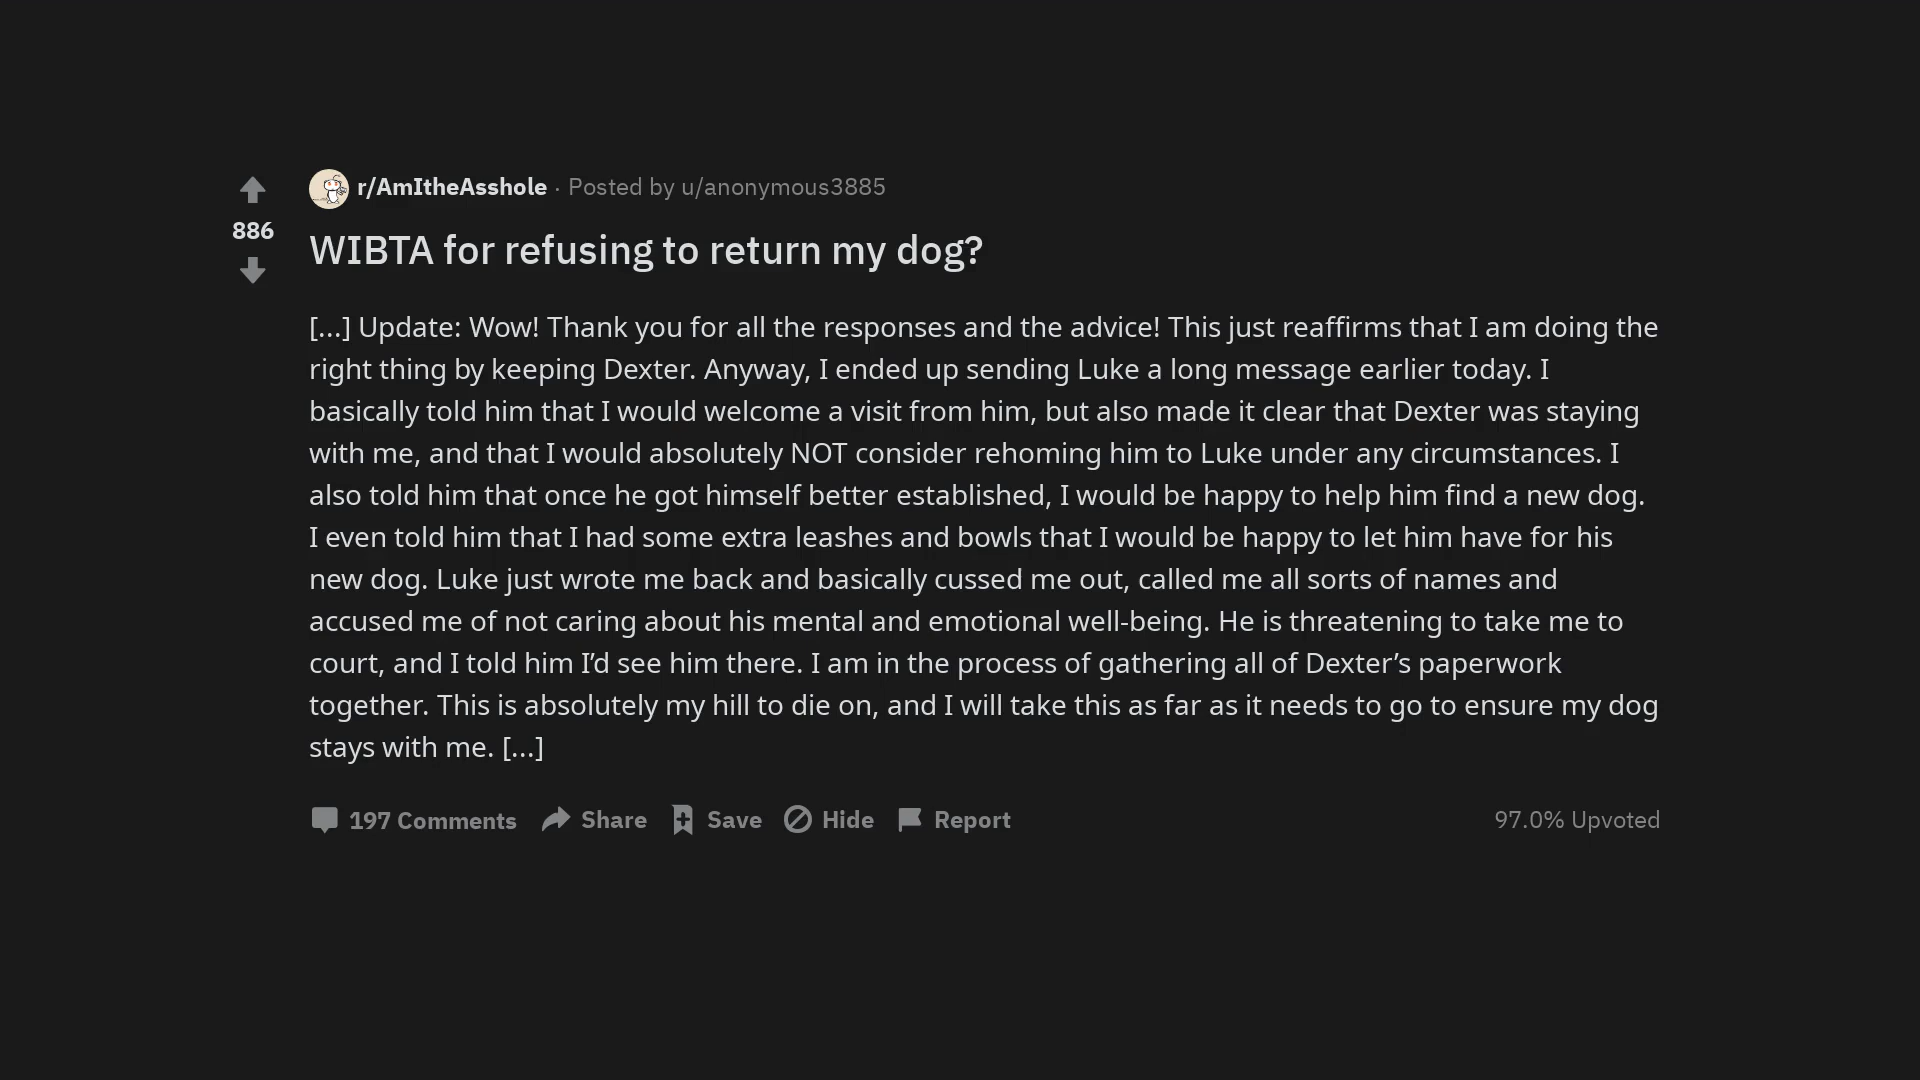 r/AmItheAsshole · Posted by u/anonymous3885
886
WIBTA for refusing to return my dog?
[...] Update: Wow! Thank you for all the responses and the advice! This just reaffirms that I am doing the
right thing by keeping Dexter. Anyway, I ended up sending Luke a long message earlier today. I
basically told him that I would welcome a visit from him, but also made it clear that Dexter was staying
with me, and that I would absolutely NOT consider rehoming him to Luke under any circumstances. I
also told him that once he got himself better established, I would be happy to help him find a new dog.
I even told him that I had some extra leashes and bowls that I would be happy to let him have for his
new dog. Luke just wrote me back and basically cussed me out, called me all sorts of names and
accused me of not caring about his mental and emotional well-being. He is threatening to take me to
court, and I told him I’d see him there. I am in the process of gathering all of Dexter’s paperwork
together. This is absolutely my hill to die on, and I will take this as far as it needs to go to ensure my dog
stays with me. [...]
197 Comments Share Save Hide Report 97.0% Upvoted